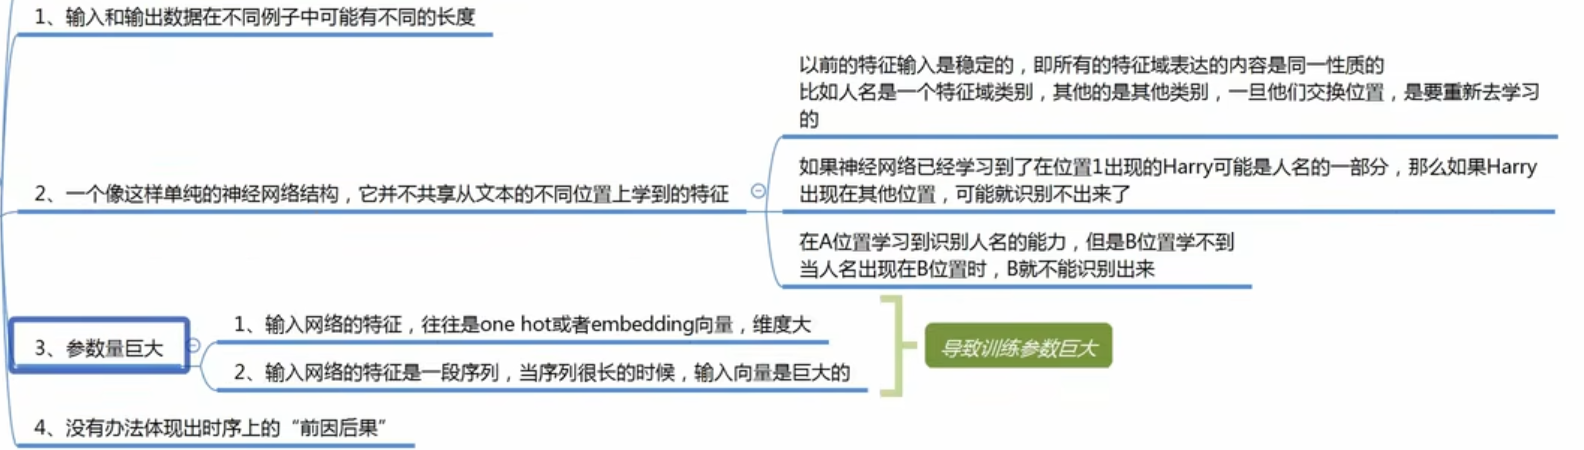 1、输入和输出数据在不同例子中可能有不同的长度
2、一个像这样单纯的神经网络结构，它并不共享从文本的不同位置上学到的特征
以前的特征输入是稳定的，即所有的特征域表达的内容是同一性质的
比如人名是一个特征域类别，其他的是其他类别，一旦他们交换位置，是要重新去学习
的
如果神经网络已经学习到了在位置1出现的Harry可能是人名的一部分，那么如果Harry
出现在其他位置，可能就识别不出来了
在A位置学习到识别人名的能力，但是B位置学不到
当人名出现在B位置时，B就不能识别出来
3、参数量巨大
1、输入网络的特征，往往是one hot或者embedding向量，维度大
2、输入网络的特征是一段序列，当序列很长的时候，输入向量是巨大的
导致训练参数巨大
4、没有办法体现出时序上的“前因后果”